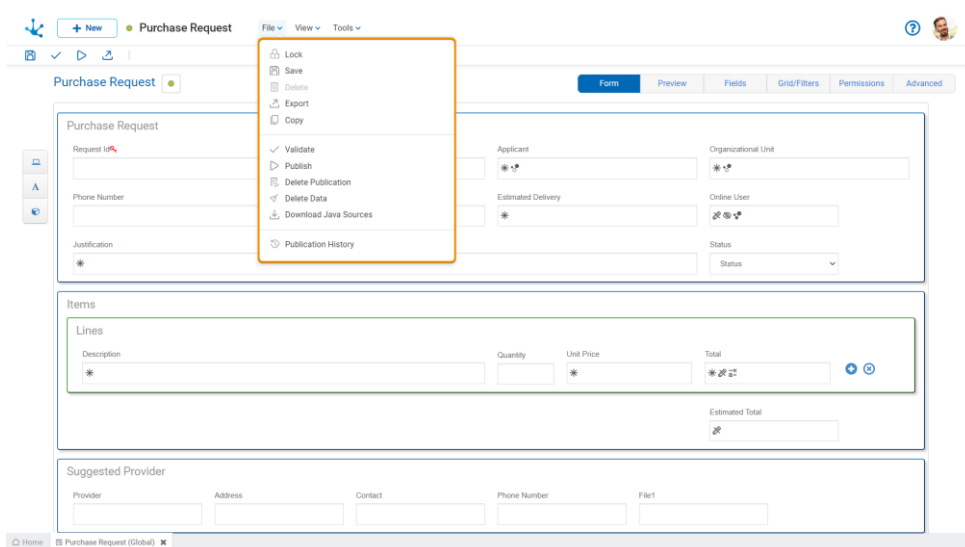 + New
Purchase Request
File
View
Tools
Lock
Save
Delete
Export
Copy
Validate
Publish
Delete Publication
Delete Data
Download Java Sources
Publication History
Purchase Request
Form
Preview
Fields
Grid/Filters
Permissions
Advanced
A
Purchase Request
Request Id
Applicant
Organizational Unit
Phone Number
Estimated Delivery
Online User
Justification
Status
Status
Items
Lines
Description
Quantity
Unit Price
Total
Estimated Total
Suggested Provider
Provider
Address
Contact
Phone Number
File1
Home
Purchase Request (Global)